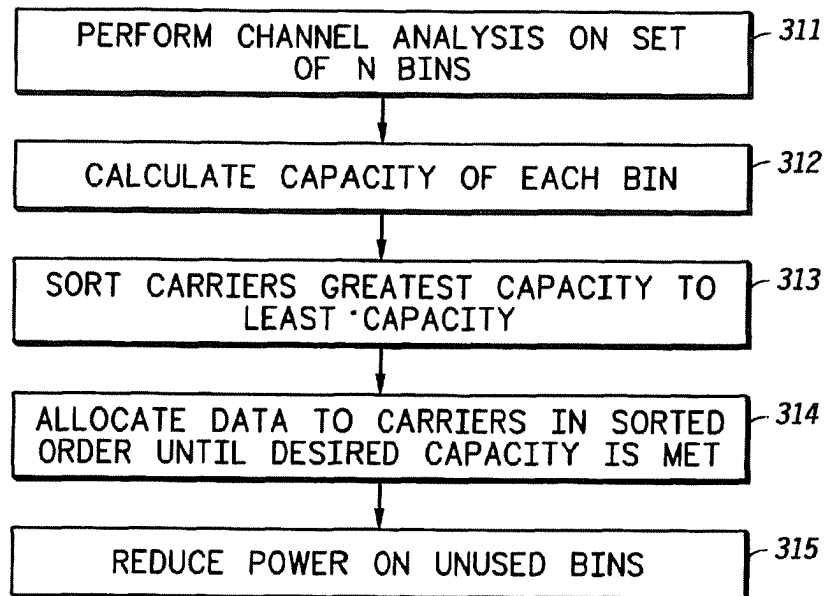 PERFORM CHANNEL ANALYSIS ON SET
OF N BINS
311
CALCULATE CAPACITY OF EACH BIN
312
SORT CARRIERS GREATEST CAPACITY TO
LEAST CAPACITY
313
ALLOCATE DATA TO CARRIERS IN SORTED
ORDER UNTIL DESIRED CAPACITY IS MET
314
REDUCE POWER ON UNUSED BINS
315